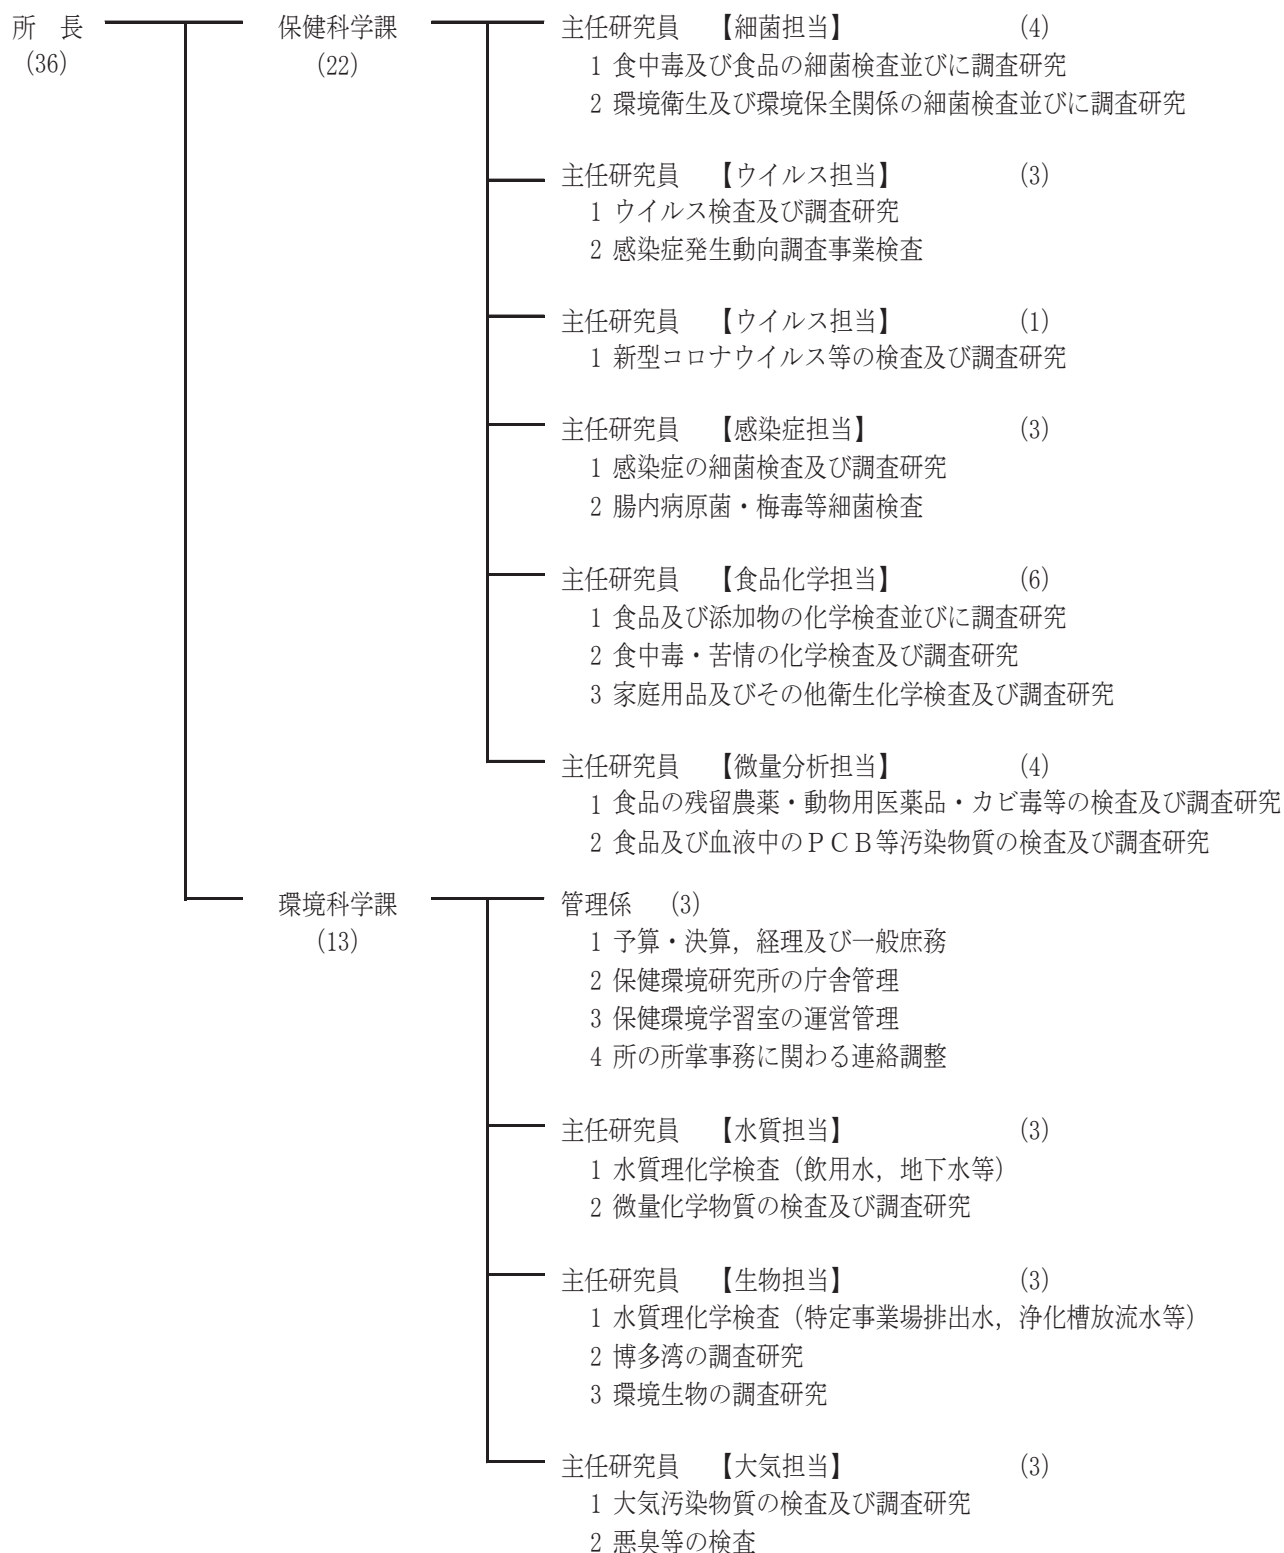 所　長
(36)
保健科学課
(22)
主任研究員　【細菌担当】　(4)
1 食中毒及び食品の細菌検査並びに調査研究
2 環境衛生及び環境保全関係の細菌検査並びに調査研究
主任研究員　【ウイルス担当】　(3)
1 ウイルス検査及び調査研究
2 感染症発生動向調査事業検査
主任研究員　【ウイルス担当】　(1)
1 新型コロナウイルス等の検査及び調査研究
主任研究員　【感染症担当】　(3)
1 感染症の細菌検査及び調査研究
2 腸内病原菌・梅毒等細菌検査
主任研究員　【食品化学担当】　(6)
1 食品及び添加物の化学検査並びに調査研究
2 食中毒・苦情の化学検査及び調査研究
3 家庭用品及びその他衛生化学検査及び調査研究
主任研究員　【微量分析担当】　(4)
1 食品の残留農薬・動物用医薬品・カビ毒等の検査及び調査研究
2 食品及び血液中のＰＣＢ等汚染物質の検査及び調査研究
環境科学課
(13)
管理係　(3)
1 予算・決算，経理及び一般庶務
2 保健環境研究所の庁舎管理
3 保健環境学習室の運営管理
4 所の所掌事務に関わる連絡調整
主任研究員　【水質担当】　(3)
1 水質理化学検査（飲用水，地下水等）
2 微量化学物質の検査及び調査研究
主任研究員　【生物担当】　(3)
1 水質理化学検査（特定事業場排出水，浄化槽放流水等）
2 博多湾の調査研究
3 環境生物の調査研究
主任研究員　【大気担当】　(3)
1 大気汚染物質の検査及び調査研究
2 悪臭等の検査